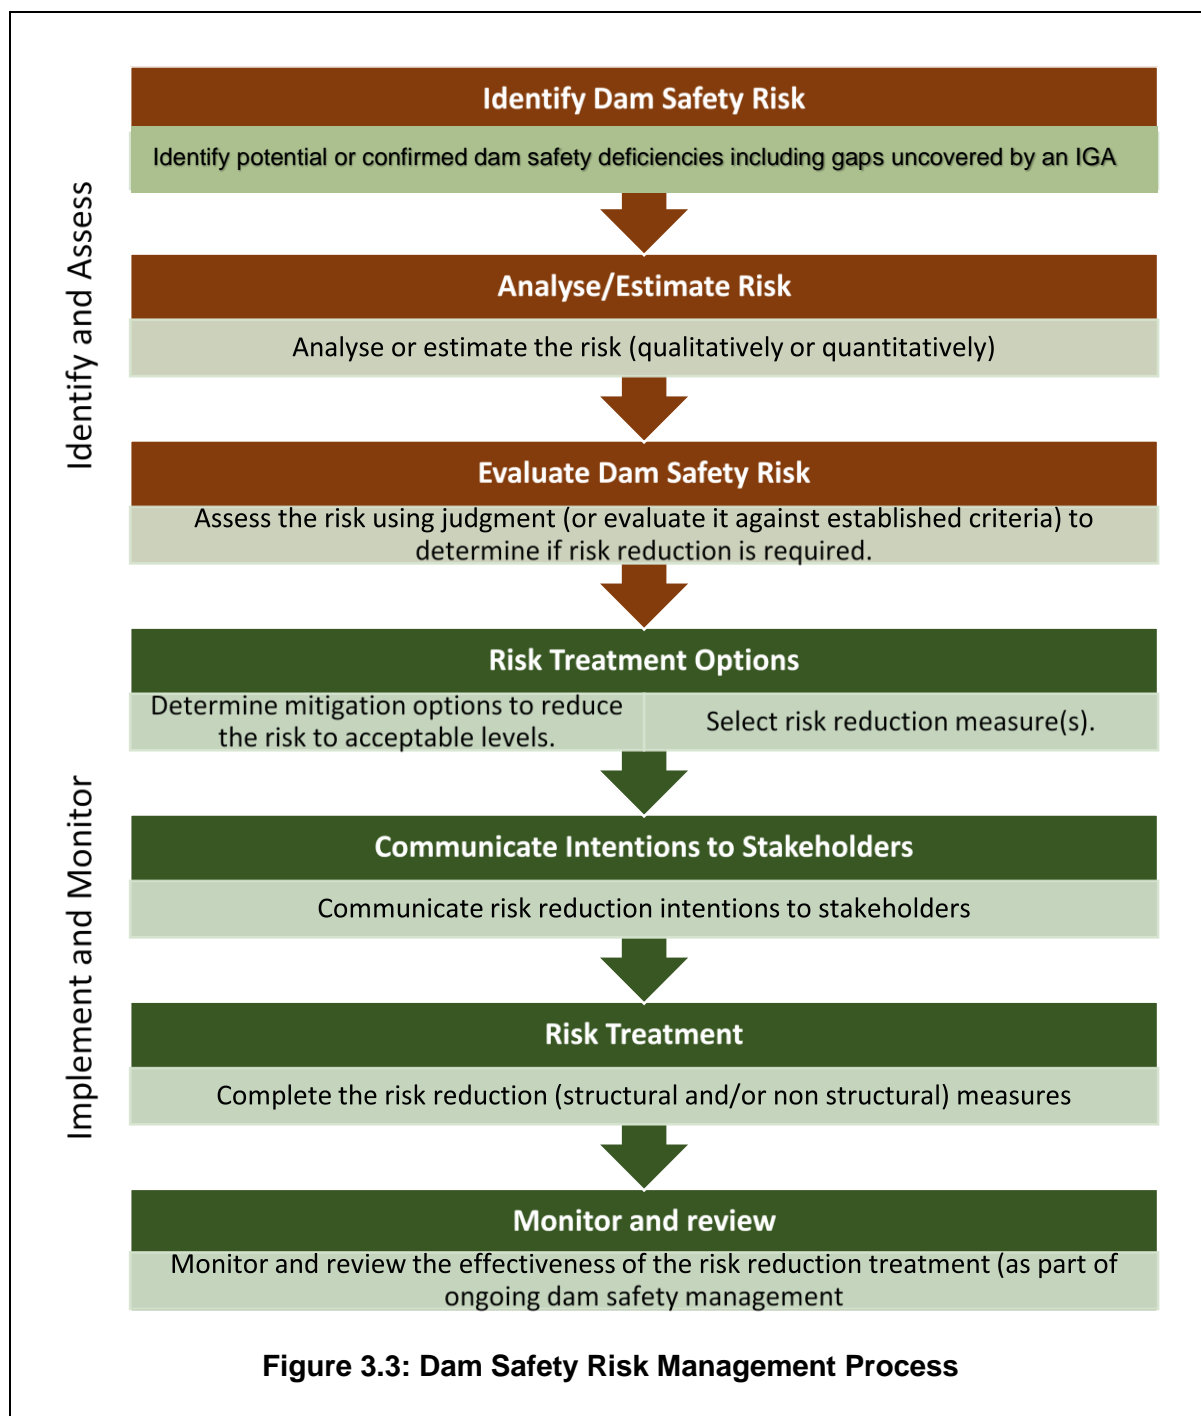 Identify and Assess
Identify Dam Safety Risk
Identify potential or confirmed dam safety deficiencies including gaps uncovered by an IGA
Analyse/Estimate Risk
Analyse or estimate the risk (qualitatively or quantitatively)
Evaluate Dam Safety Risk
Assess the risk using judgment (or evaluate it against established criteria) to
determine if risk reduction is required.
Implement and Monitor
Risk Treatment Options
Determine mitigation options to reduce
the risk to acceptable levels.
Select risk reduction measure(s).
Communicate Intentions to Stakeholders
Communicate risk reduction intentions to stakeholders
Risk Treatment
Complete the risk reduction (structural and/or non structural) measures
Monitor and review
Monitor and review the effectiveness of the risk reduction treatment (as part of
ongoing dam safety management
Figure 3.3: Dam Safety Risk Management Process